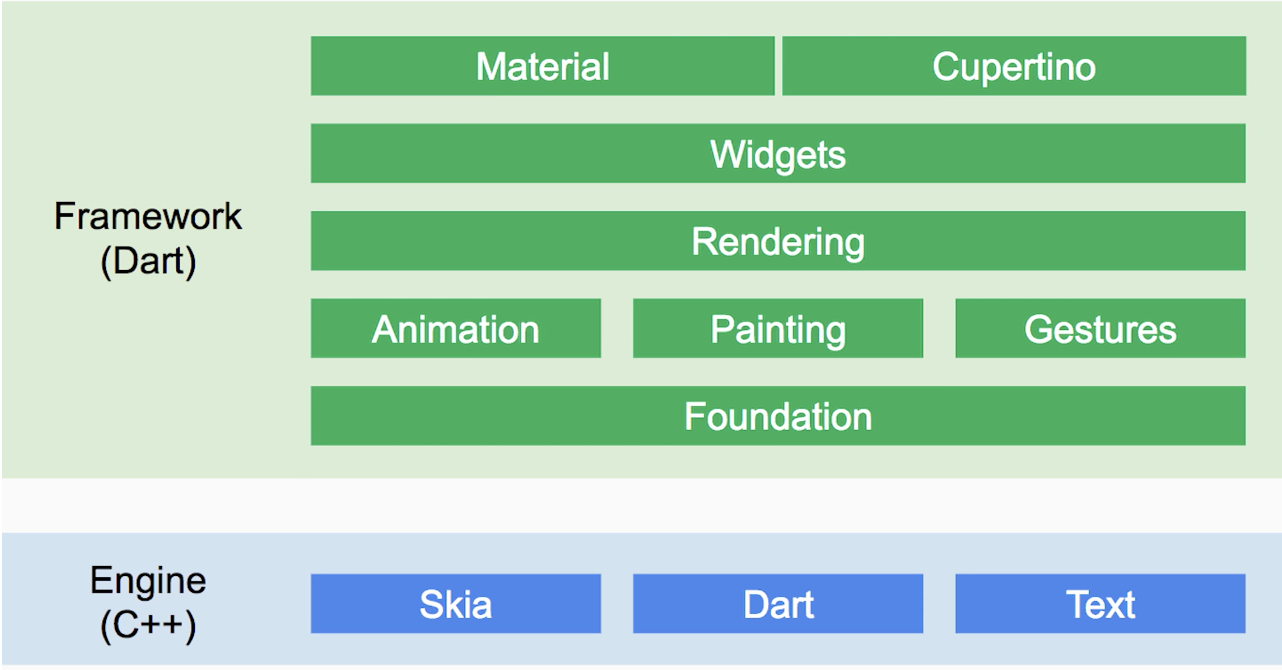 Material Cupertino
Widgets
Framework
(Dart)
Rendering
Animation Painting Gestures
Foundation
Engine
(C++)
Skia Dart Text